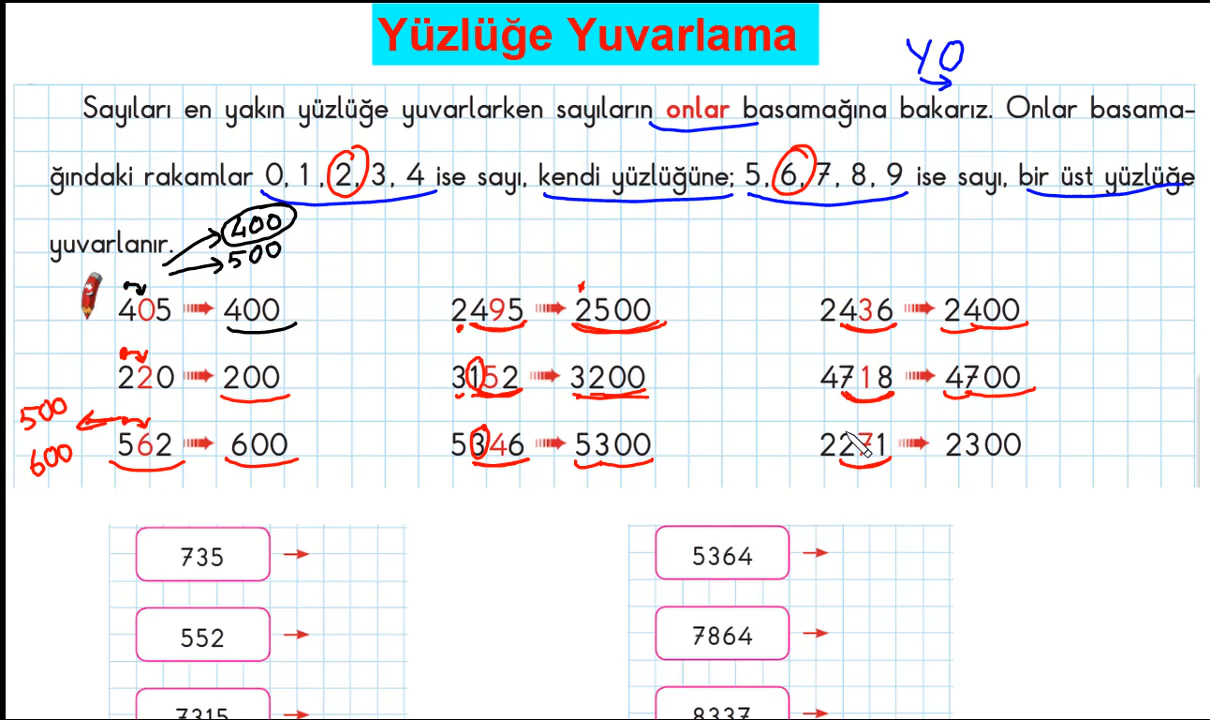 Yüzlüğe Yuvarlama
YO
Sayıları en yakın yüzlüğe yuvarlarken sayıların onlar basamağına bakarız. Onlar basama-
ğındaki rakamlar 0, 1, 2, 3, 4 ise sayı, kendi yüzlüğüne; 5, 6, 7, 8, 9 ise sayı, bir üst yüzlüğe
yuvarlanır.
400
500
405 400 2495 2500 2436 2400
220 200 3152 3200 4718 4700
500
600
562 600 5346 5300 2271 2300
735 5364
552 7864
7315 8337